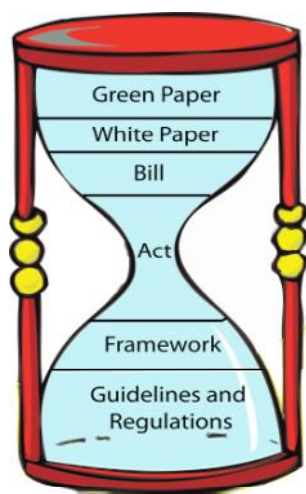 Green Paper
White Paper
Bill
Act
Framework
Guidelines and
Regulations